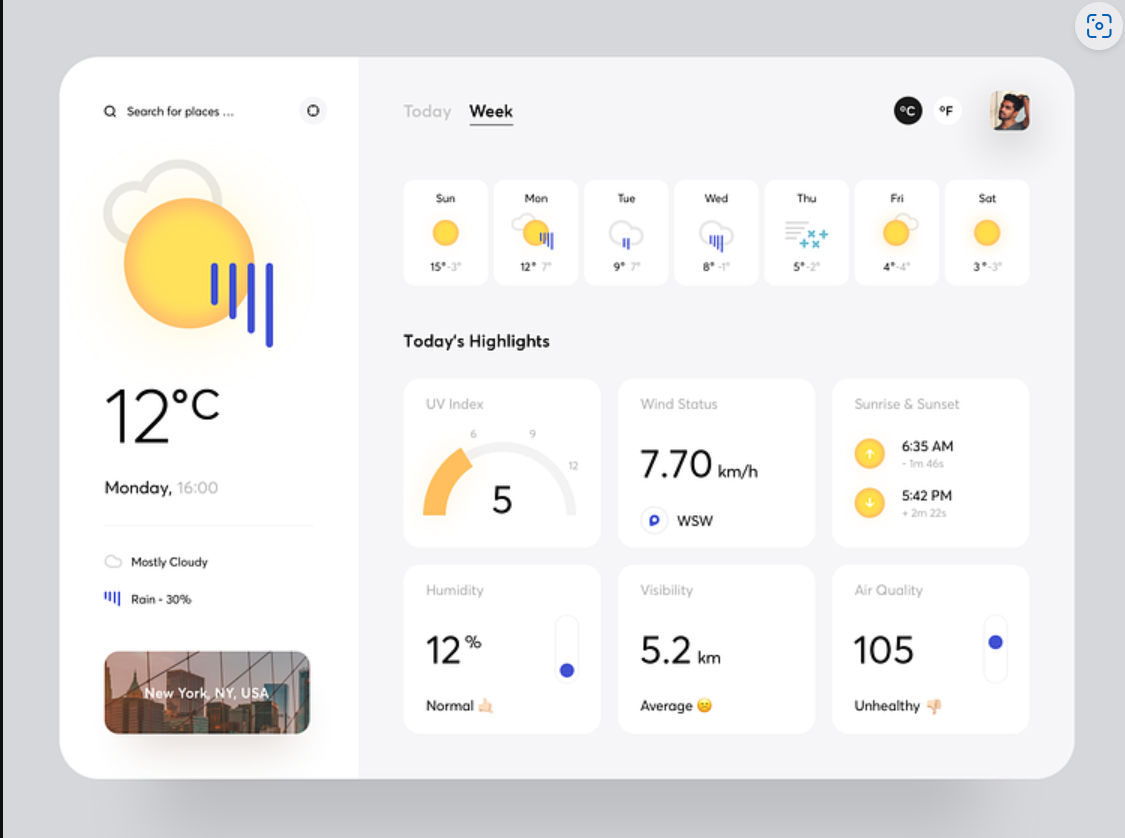 Search for places ...
12°C
Monday, 16:00
Mostly Cloudy
Rain - 30%
New York, NY, USA
Today Week
°C °F
Sun
15° -3°
Mon
12° 7°
Tue
9° 7°
Wed
8° -1°
Thu
5° -2°
Fri
4° -4°
Sat
3° -3°
Today's Highlights
UV Index
6
9
12
5
Wind Status
7.70 km/h
WSW
Sunrise & Sunset
6:35 AM
- 1m 46s
5:42 PM
+ 2m 22s
Humidity
12%
Normal 🤙🏻
Visibility
5.2 km
Average ☹️
Air Quality
105
Unhealthy 👎🏻